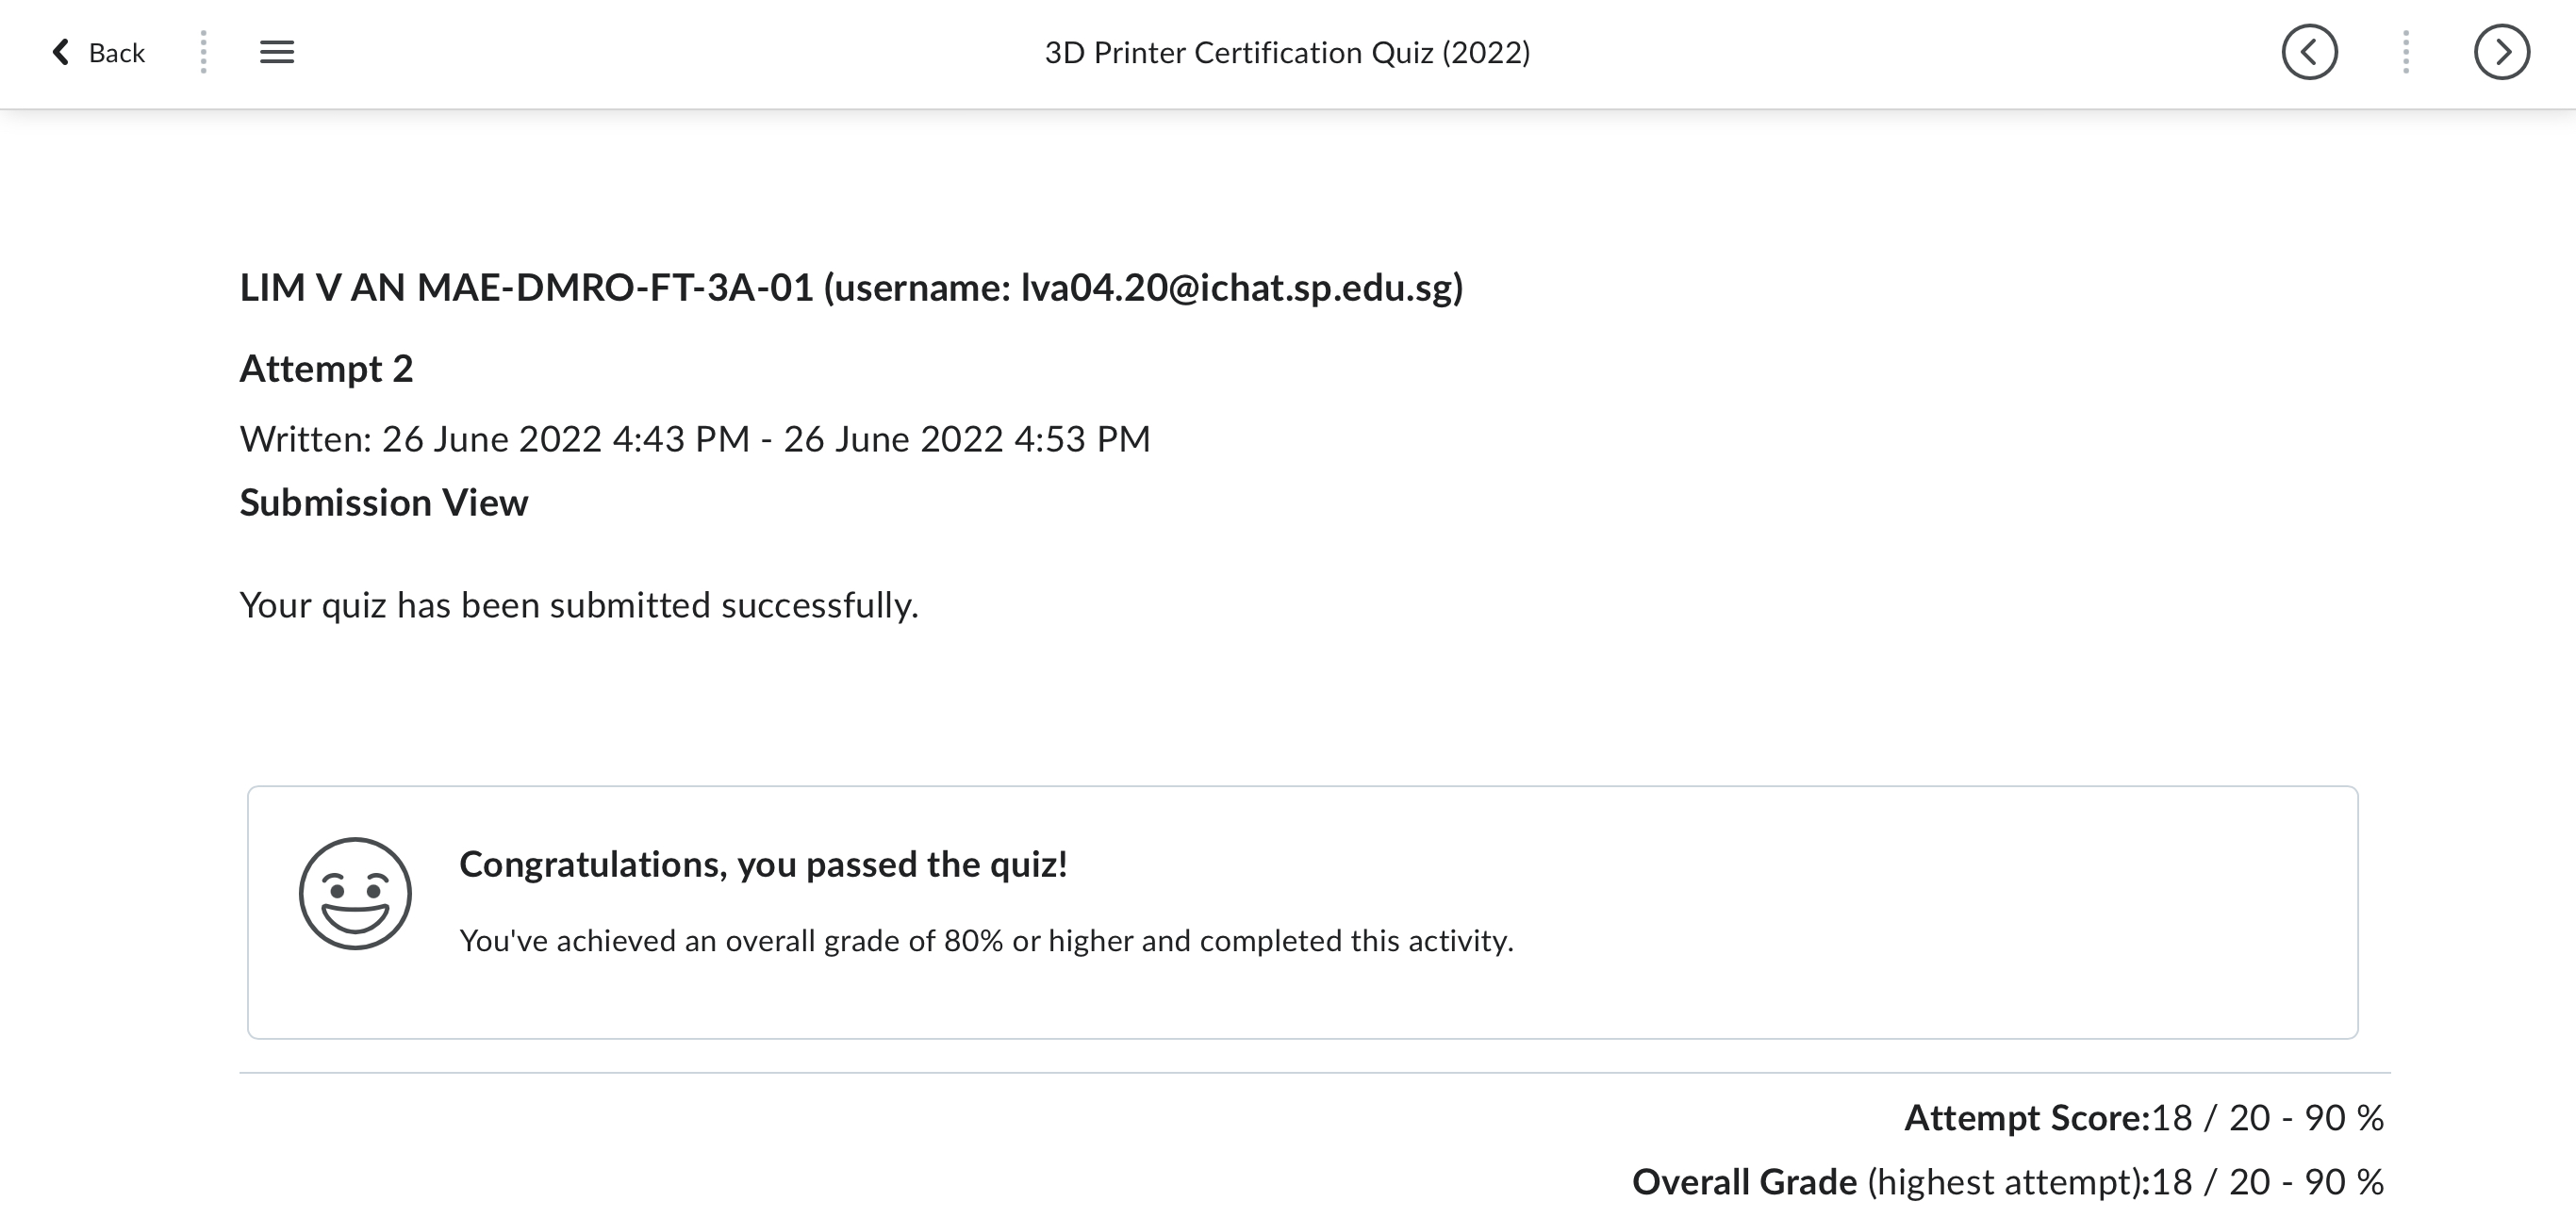 Back
3D Printer Certification Quiz (2022)
LIM V AN MAE-DMRO-FT-3A-01 (username: lva04.20@ichat.sp.edu.sg)
Attempt 2
Written: 26 June 2022 4:43 PM - 26 June 2022 4:53 PM
Submission View
Your quiz has been submitted successfully.
Congratulations, you passed the quiz!
You've achieved an overall grade of 80% or higher and completed this activity.
Attempt Score:18 / 20 - 90 %
Overall Grade (highest attempt):18 / 20 - 90 %